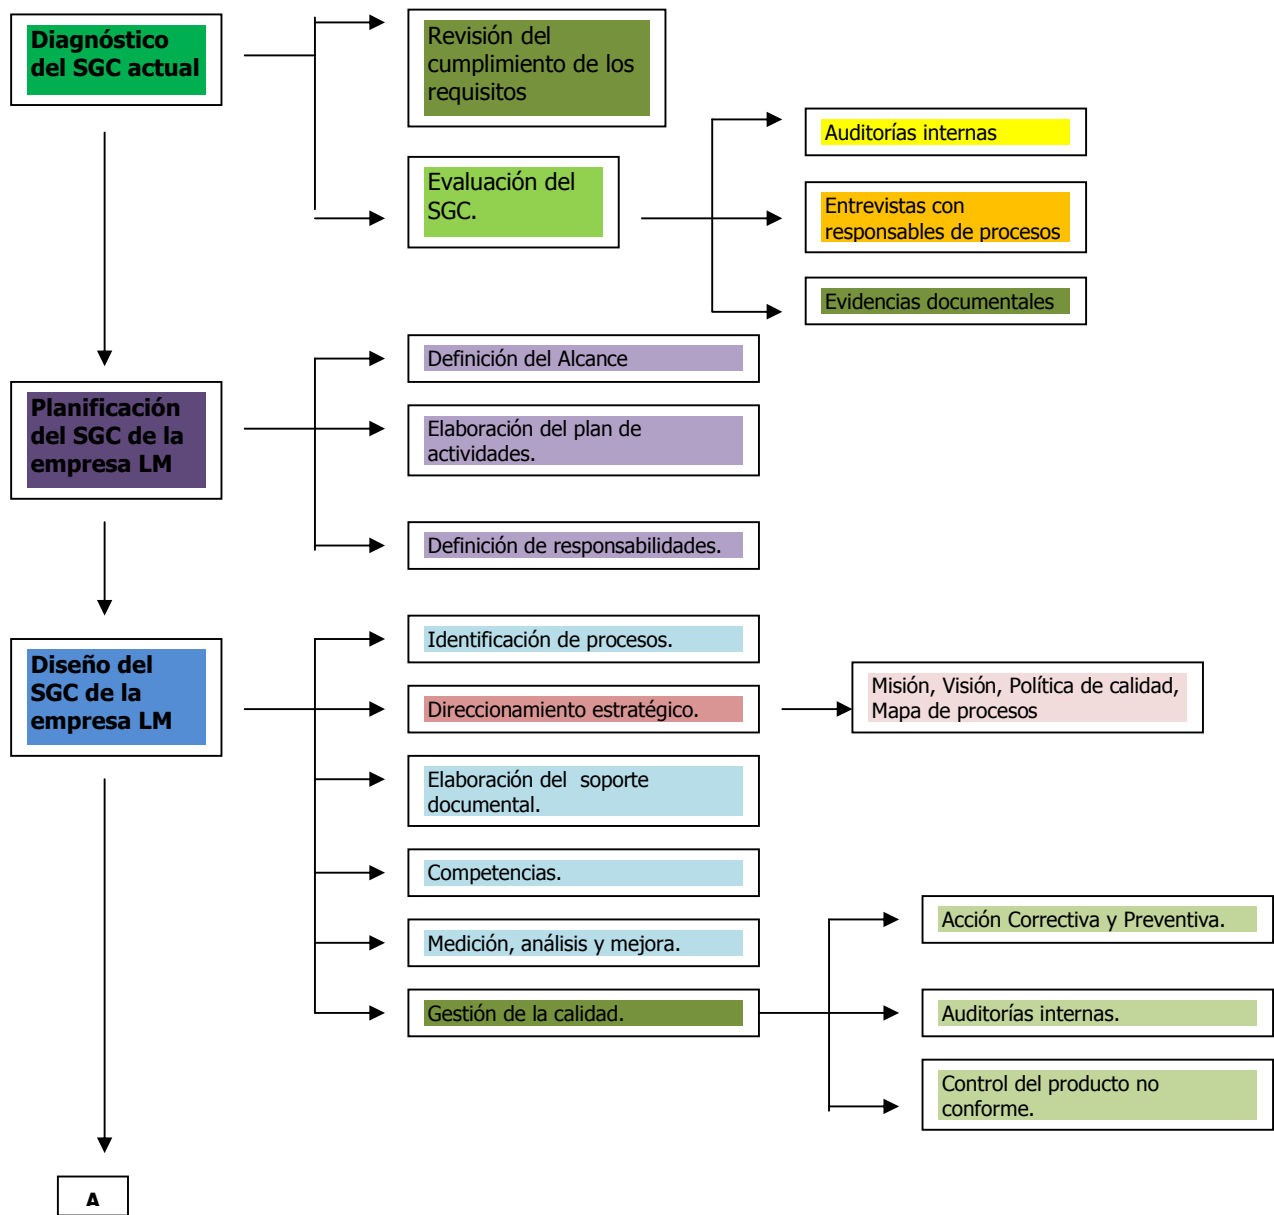 Diagnóstico
del SGC actual
Revisión del
cumplimiento de los
requisitos
Evaluación del
SGC.
Auditorías internas
Entrevistas con
responsables de procesos
Evidencias documentales
Planificación
del SGC de la
empresa LM
Definición del Alcance
Elaboración del plan de
actividades.
Definición de responsabilidades.
Diseño del
SGC de la
empresa LM
Identificación de procesos.
Direccionamiento estratégico.
Misión, Visión, Política de calidad,
Mapa de procesos
Elaboración del  soporte
documental.
Competencias.
Medición, análisis y mejora.
Gestión de la calidad.
Acción Correctiva y Preventiva.
Auditorías internas.
Control del producto no
conforme.
A